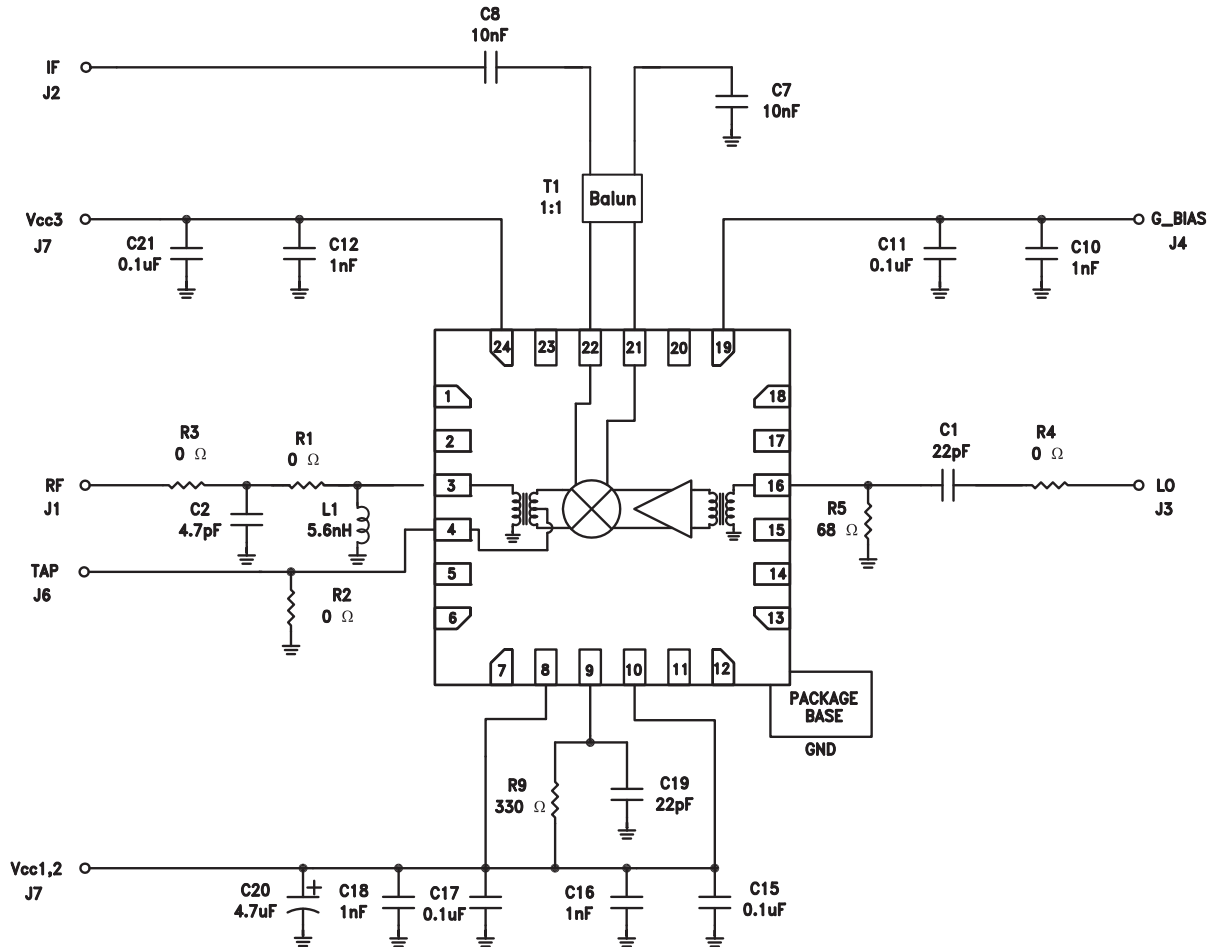 C8
10nF
IF
J2
C7
10nF
T1
1:1
Balun
Vcc3
J7
C21
0.1uF
C12
1nF
C11
0.1uF
C10
1nF
G_BIAS
J4
24
23
22
21
20
19
1
2
3
4
5
6
18
17
16
15
14
13
7
8
9
10
11
12
R3
0 Ω
R1
0 Ω
RF
J1
C2
4.7pF
L1
5.6nH
TAP
J6
R2
0 Ω
C1
22pF
R4
0 Ω
LO
J3
R5
68 Ω
PACKAGE
BASE
GND
R9
330 Ω
C19
22pF
Vcc1,2
J7
C20
4.7uF
+
C18
1nF
C17
0.1uF
C16
1nF
C15
0.1uF